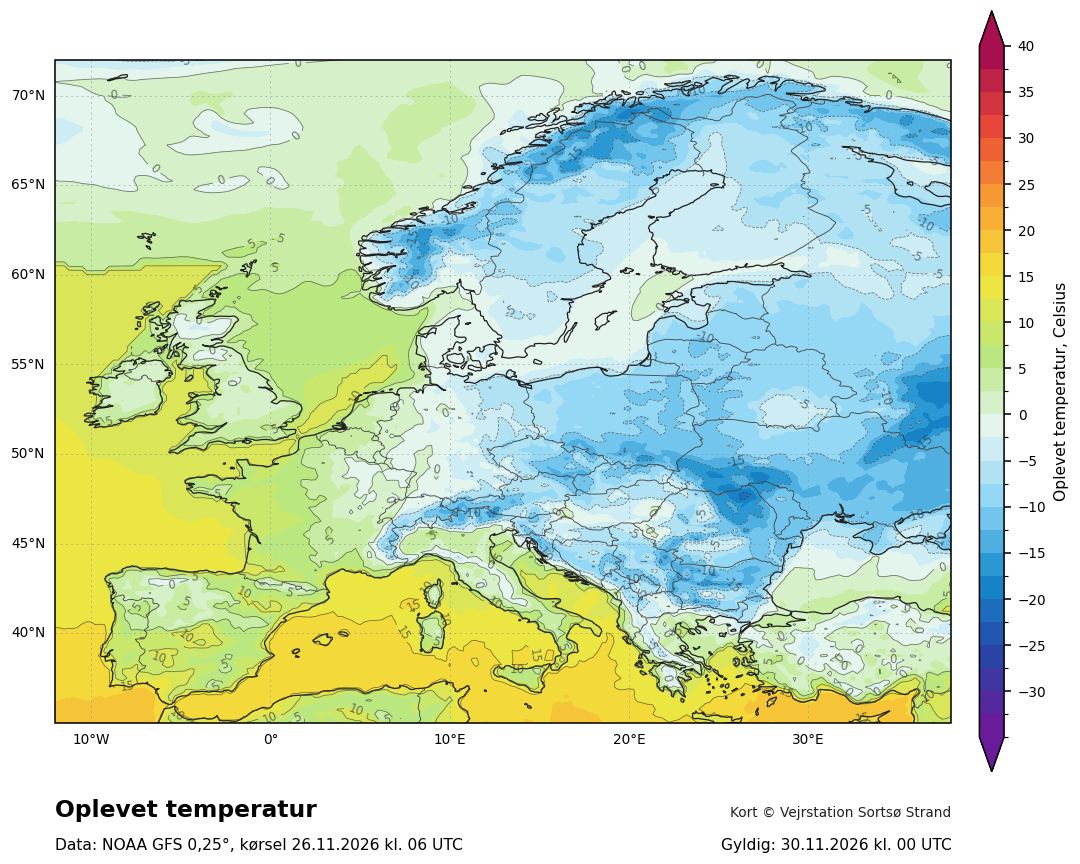 70°N
65°N
60°N
55°N
50°N
45°N
40°N
10°W
0°
10°E
20°E
30°E
40
35
30
25
20
15
10
5
0
−5
−10
−15
−20
−25
−30
Oplevet temperatur, Celsius
Oplevet temperatur
Kort © Vejrstation Sortsø Strand
Data: NOAA GFS 0,25°, kørsel 26.11.2026 kl. 06 UTC
Gyldig: 30.11.2026 kl. 00 UTC